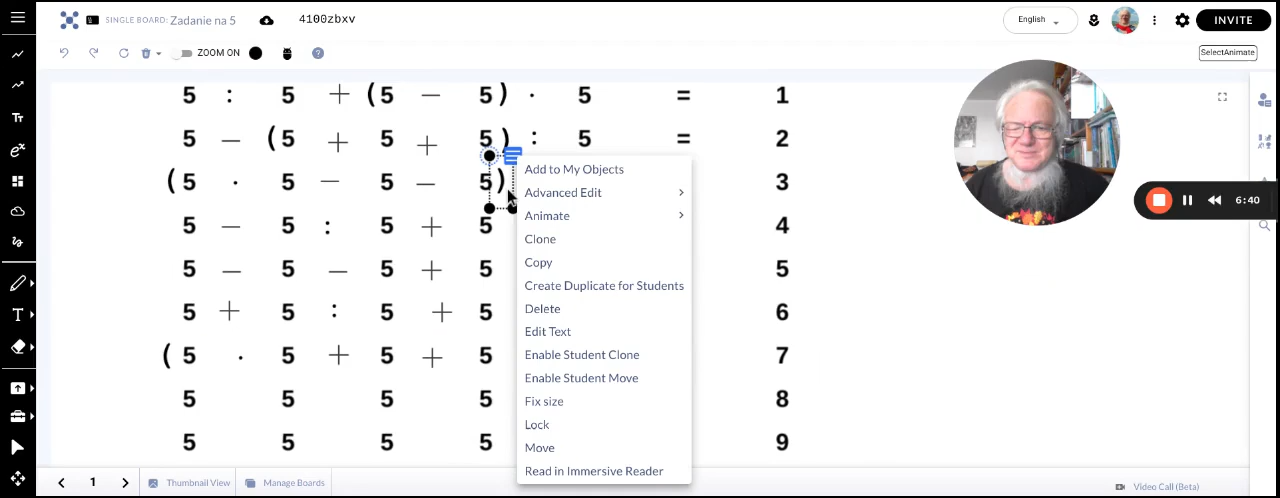 SINGLE BOARD: Zadanie na 5 4100zbxv English INVITE
ZOOM ON ? SelectAnimate
5 : 5 + (5 − 5) · 5 = 1
5 − (5 + 5 + 5) : 5 = 2
(5 · 5 − 5 − 5) 3
5 − 5 : 5 + 5 4
5 − 5 − 5 + 5 5
5 + 5 : 5 + 5 6
(5 · 5 + 5 + 5 7
5 5 5 5 8
5 5 5 5 9
Add to My Objects
Advanced Edit
Animate
Clone
Copy
Create Duplicate for Students
Delete
Edit Text
Enable Student Clone
Enable Student Move
Fix size
Lock
Move
Read in Immersive Reader
6:40
Tт
eˣ
T
1 Thumbnail View Manage Boards Video Call (Beta)